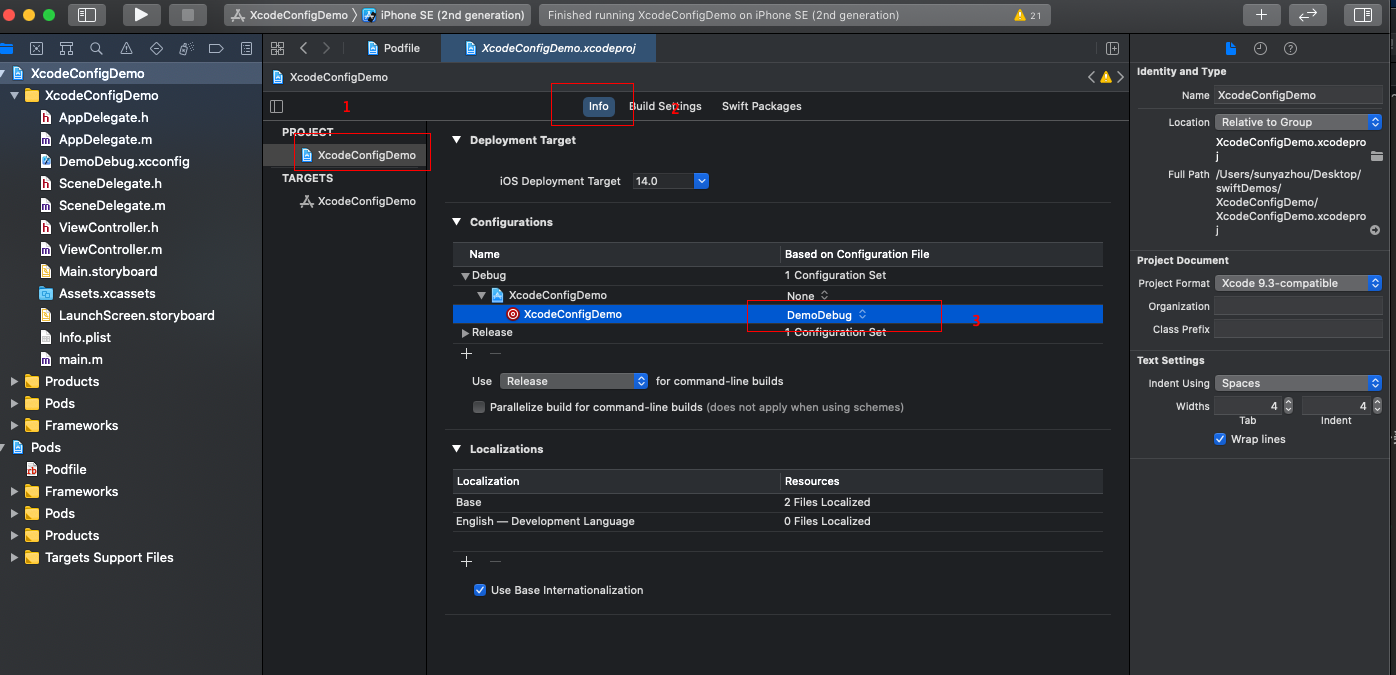 XcodeConfigDemo iPhone SE (2nd generation)
Finished running XcodeConfigDemo on iPhone SE (2nd generation)
21
XcodeConfigDemo
XcodeConfigDemo
AppDelegate.h
AppDelegate.m
DemoDebug.xcconfig
SceneDelegate.h
SceneDelegate.m
ViewController.h
ViewController.m
Main.storyboard
Assets.xcassets
LaunchScreen.storyboard
Info.plist
main.m
Products
Pods
Frameworks
Pods
Podfile
Frameworks
Pods
Products
Targets Support Files
Podfile
XcodeConfigDemo.xcodeproj
XcodeConfigDemo
1
Info
Build Settings
2
Swift Packages
PROJECT
XcodeConfigDemo
TARGETS
XcodeConfigDemo
Deployment Target
iOS Deployment Target 14.0
Configurations
Name Based on Configuration File
Debug 1 Configuration Set
XcodeConfigDemo None
XcodeConfigDemo DemoDebug
3
Release 1 Configuration Set
Use Release for command-line builds
Parallelize build for command-line builds (does not apply when using schemes)
Localizations
Localization Resources
Base 2 Files Localized
English — Development Language 0 Files Localized
Use Base Internationalization
Identity and Type
Name XcodeConfigDemo
Location Relative to Group
XcodeConfigDemo.xcodepro
j
Full Path /Users/sunyazhou/Desktop/
swiftDemos/
XcodeConfigDemo/
XcodeConfigDemo.xcodepro
j
Project Document
Project Format Xcode 9.3-compatible
Organization
Class Prefix
Text Settings
Indent Using Spaces
Widths 4 4
Tab Indent
Wrap lines